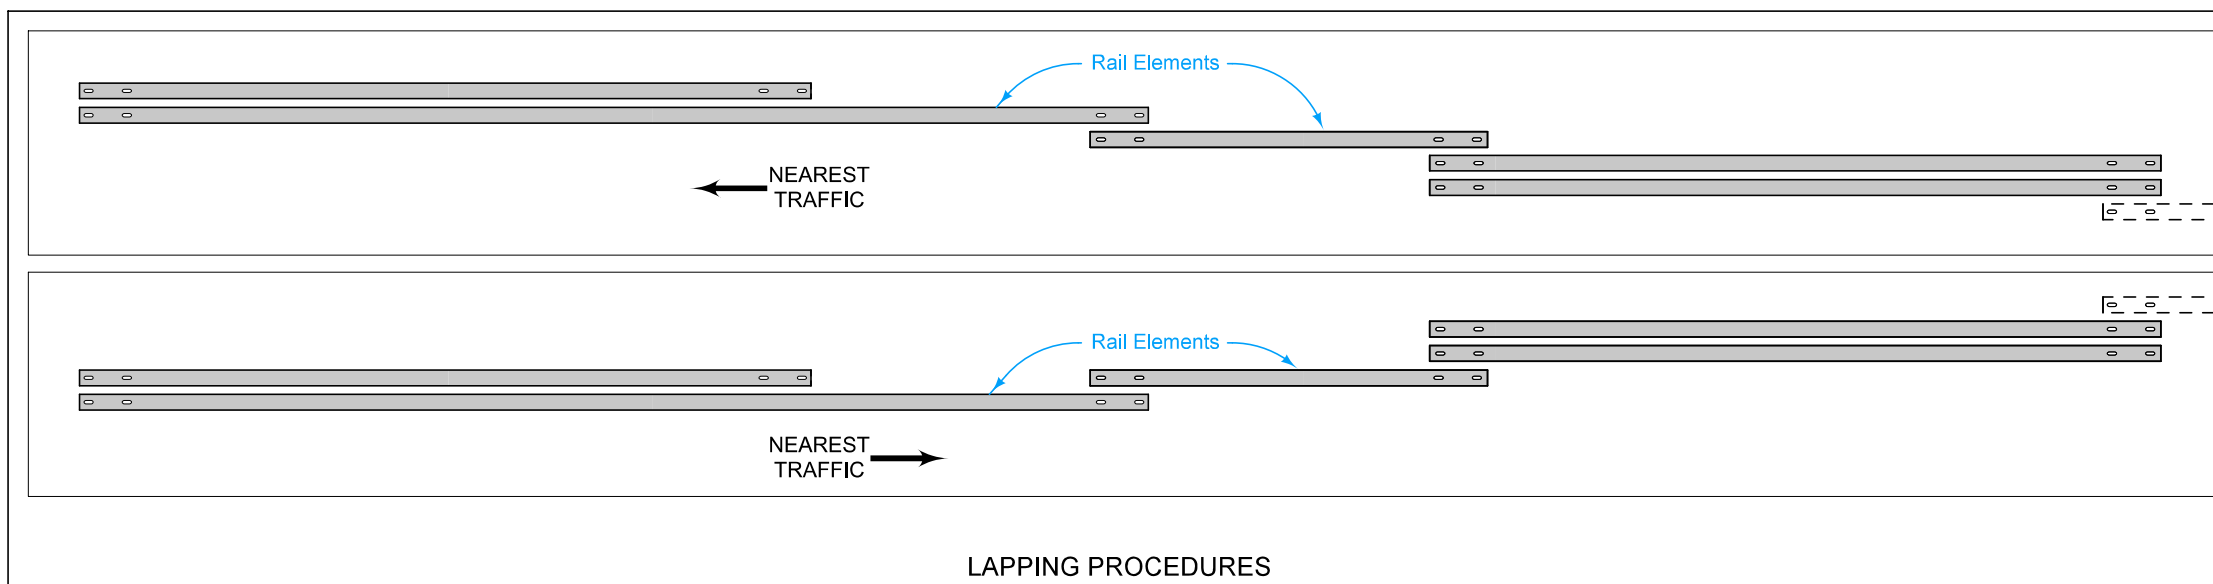 Rail Elements
NEAREST
TRAFFIC
Rail Elements
NEAREST
TRAFFIC
LAPPING PROCEDURES